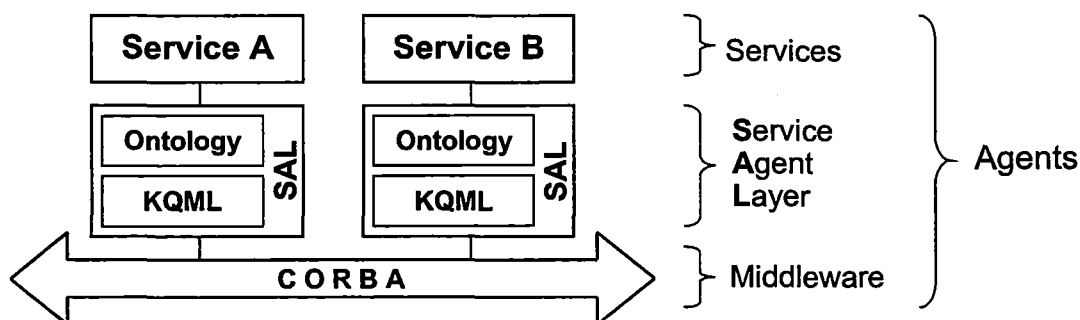 Service A
Service B
Services
Ontology
KQML
SAL
Ontology
KQML
SAL
Service
Agent
Layer
Agents
CORBA
Middleware